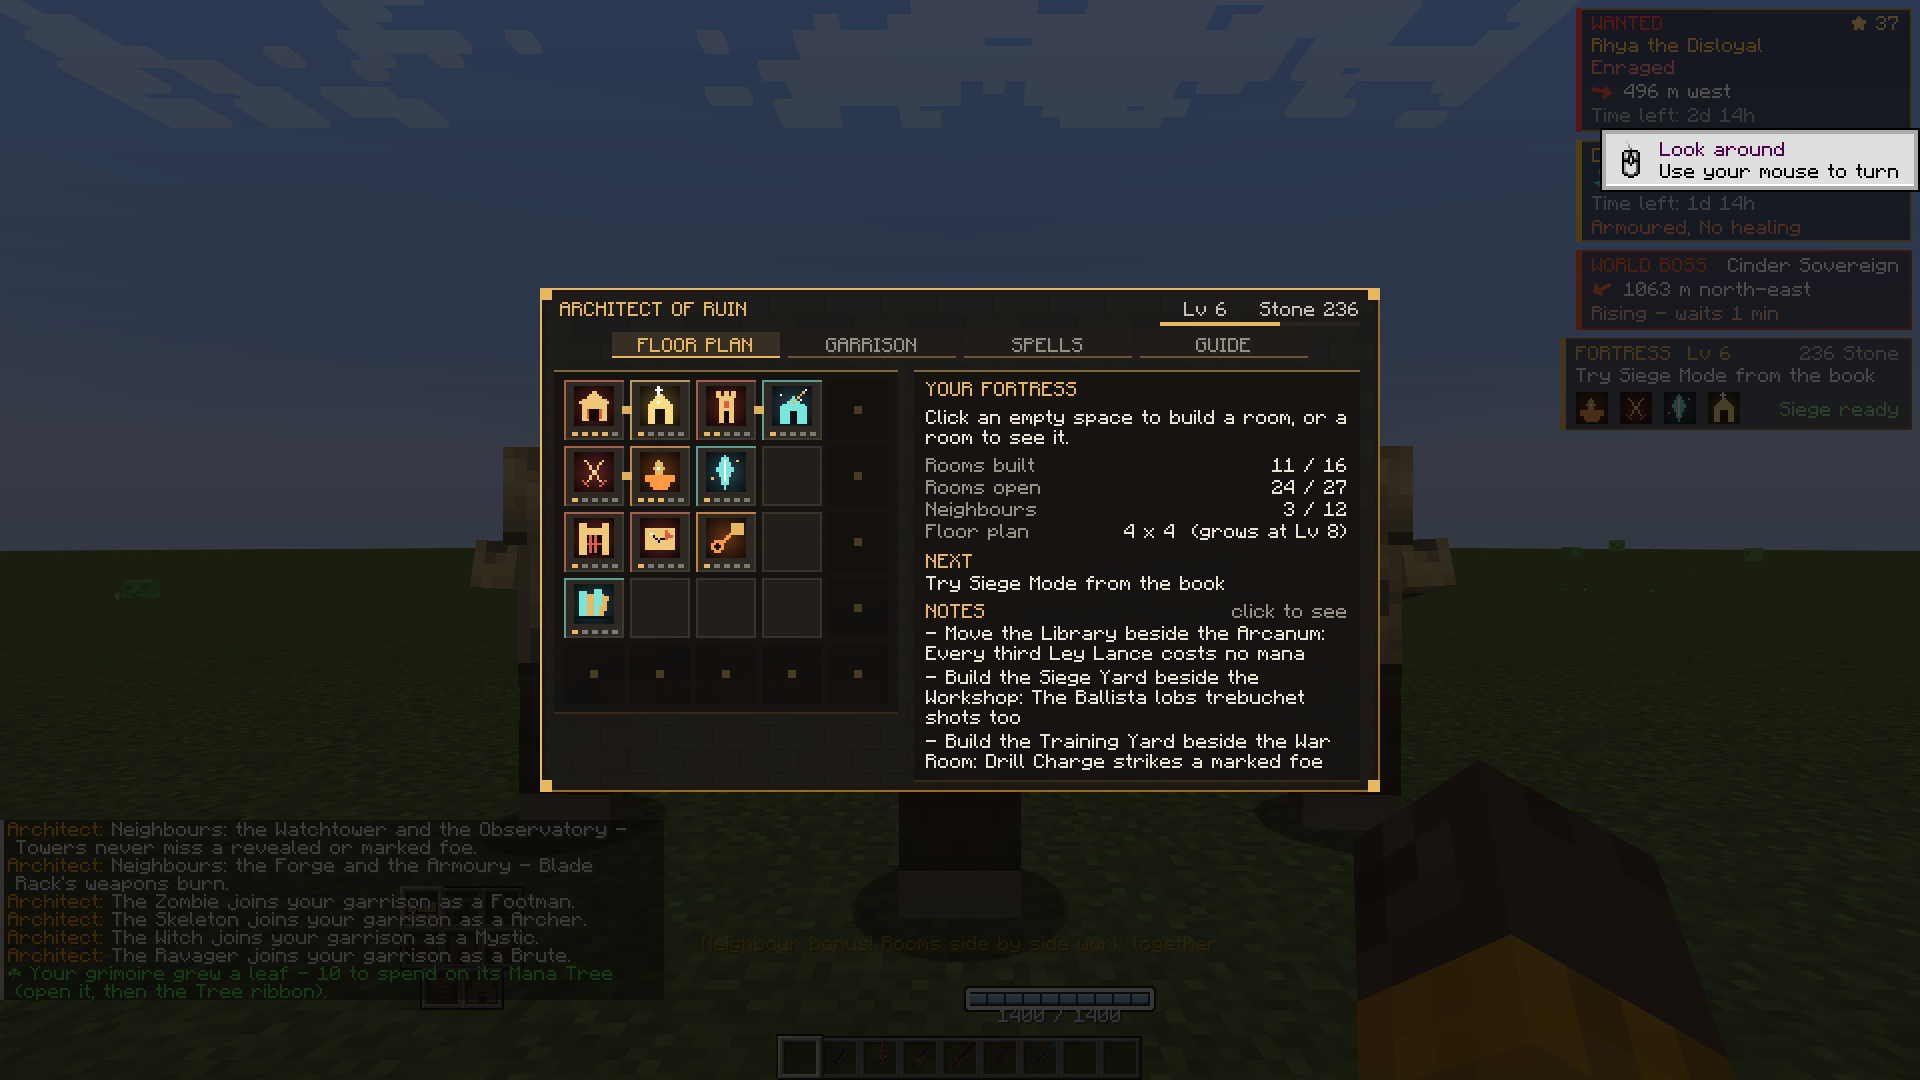 WANTED ★ 37
Rhya the Disloyal
Enraged
496 m west
Time left: 2d 14h
Look around
Use your mouse to turn
Time left: 1d 14h
Armoured, No healing
WORLD BOSS Cinder Sovereign
1063 m north-east
Rising - waits 1 min
FORTRESS Lv 6 236 Stone
Try Siege Mode from the book
Siege ready
ARCHITECT OF RUIN Lv 6 Stone 236
FLOOR PLAN GARRISON SPELLS GUIDE
YOUR FORTRESS
Click an empty space to build a room, or a
room to see it.
Rooms built 11 / 16
Rooms open 24 / 27
Neighbours 3 / 12
Floor plan 4 x 4 (grows at Lv 8)
NEXT
Try Siege Mode from the book
NOTES click to see
- Move the Library beside the Arcanum:
Every third Ley Lance costs no mana
- Build the Siege Yard beside the
Workshop: The Ballista lobs trebuchet
shots too
- Build the Training Yard beside the War
Room: Drill Charge strikes a marked foe
Architect: Neighbours: the Watchtower and the Observatory -
Towers never miss a revealed or marked foe.
Architect: Neighbours: the Forge and the Armoury - Blade
Rack's weapons burn.
Architect: The Zombie joins your garrison as a Footman.
Architect: The Skeleton joins your garrison as a Archer.
Architect: The Witch joins your garrison as a Mystic.
Architect: The Ravager joins your garrison as a Brute.
Your grimoire grew a leaf - 10 to spend on its Mana Tree
(open it, then the Tree ribbon).
Neighbour bonus! Rooms side by side work together
1400 / 1400